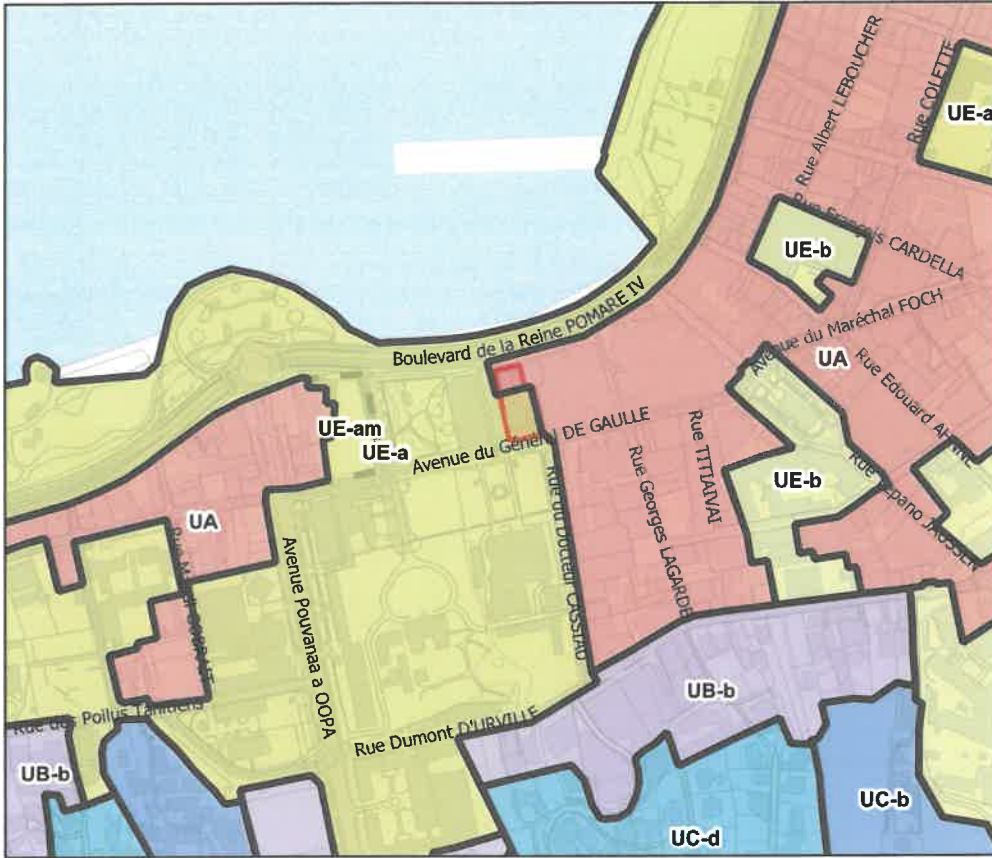 Rue Albert LEBOUCHER
Rue COLETTE
UE-a
Rue François CARDELLA
UE-b
Avenue du Maréchal FOCH
Boulevard de la Reine POMARE IV
UA
Rue Edouard AHNNE
UE-am
UE-a
Avenue du Général DE GAULLE
Rue TITIAIVAI
Rue Georges LAGARDE
UE-b
Rue du Docteur CASSIAU
UA
Avenue Pouvanaa a OOPA
UB-b
Rue des Poilus Tahitiens
Rue Dumont D'URVILLE
UB-b
UC-b
UC-d